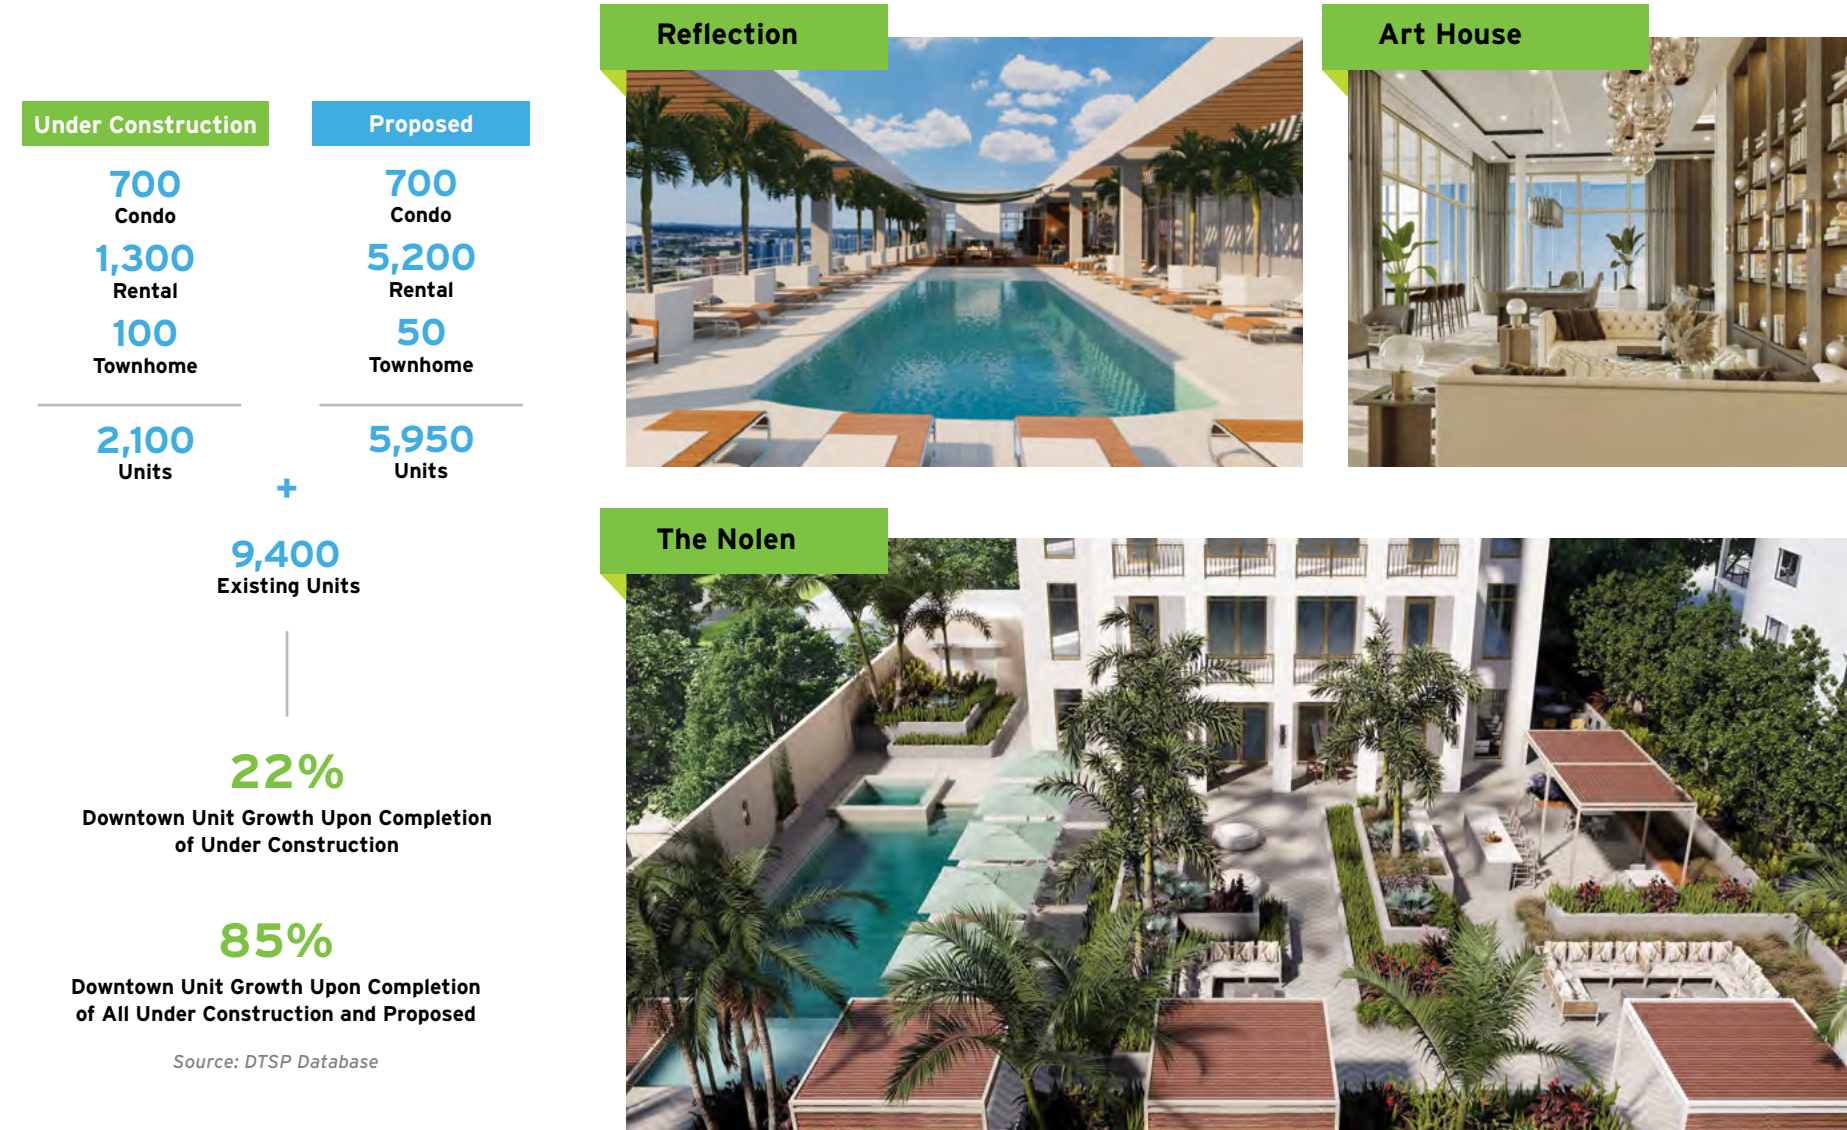 Under Construction
700
Condo
1,300
Rental
100
Townhome
2,100
Units
Proposed
700
Condo
5,200
Rental
50
Townhome
5,950
Units
+
9,400
Existing Units
22%
Downtown Unit Growth Upon Completion
of Under Construction
85%
Downtown Unit Growth Upon Completion
of All Under Construction and Proposed
Source: DTSP Database
Reflection
Art House
The Nolen